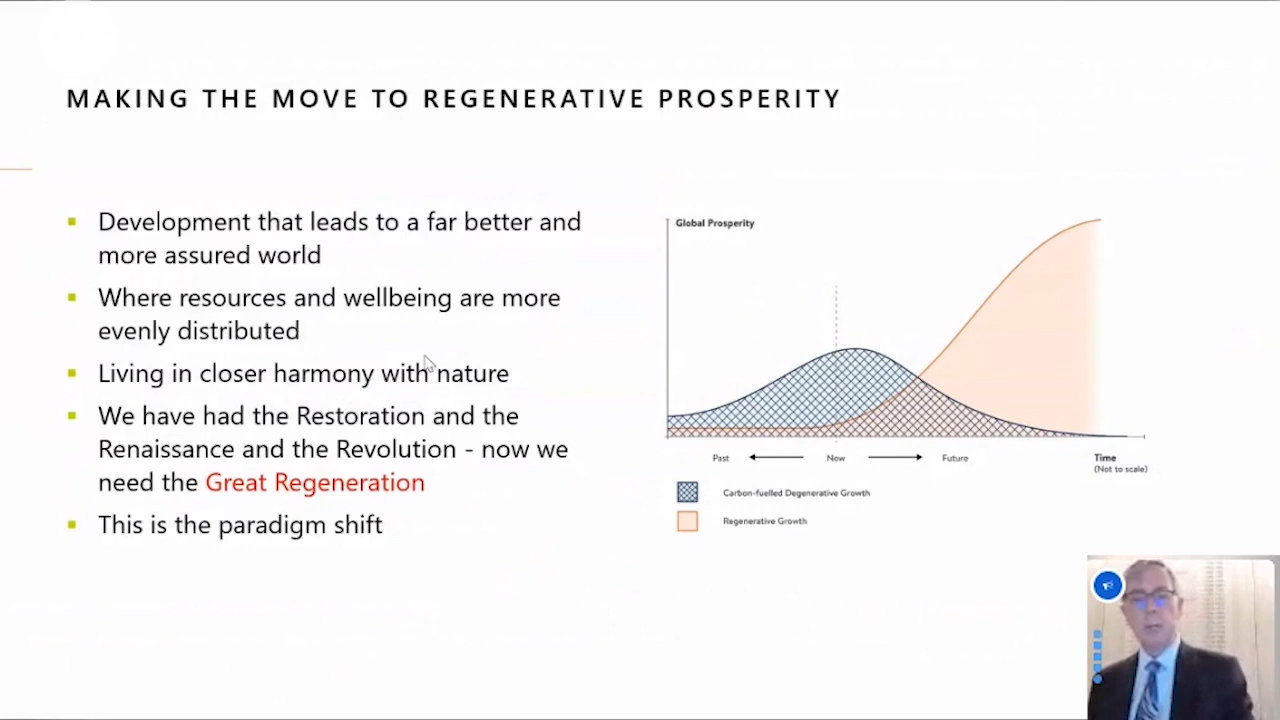 MAKING THE MOVE TO REGENERATIVE PROSPERITY
Development that leads to a far better and
more assured world
Where resources and wellbeing are more
evenly distributed
Living in closer harmony with nature
We have had the Restoration and the
Renaissance and the Revolution - now we
need the Great Regeneration
This is the paradigm shift
Global Prosperity
Past
Now
Future
Time
(Not to scale)
Carbon-fuelled Degenerative Growth
Regenerative Growth